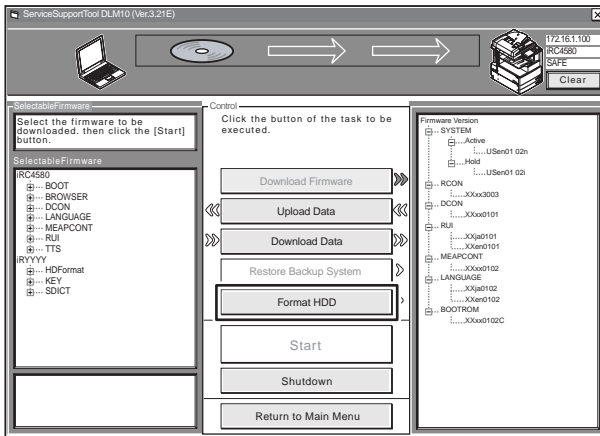 ServiceSupportTool DLM10 (Ver.3.21E)
172.16.1.100
iRC4580
SAFE
Clear
SelectableFirmware
Select the firmware to be
downloaded. then click the [Start]
button.
SelectableFirmware
iRC4580
BOOT
BROWSER
DCON
LANGUAGE
MEAPCONT
RUI
TTS
iRYYYY
HDFormat
KEY
SDICT
Control
Click the button of the task to be
executed.
Download Firmware
Upload Data
Download Data
Restore Backup System
Format HDD
Start
Shutdown
Return to Main Menu
Firmware Version
SYSTEM
Active
USen01 02n
Hold
USen01 02i
RCON
XXxx3003
DCON
XXxx0101
RUI
XXja0101
XXen0101
MEAPCONT
XXxx0102
LANGUAGE
XXja0102
XXen0102
BOOTROM
XXxx0102C